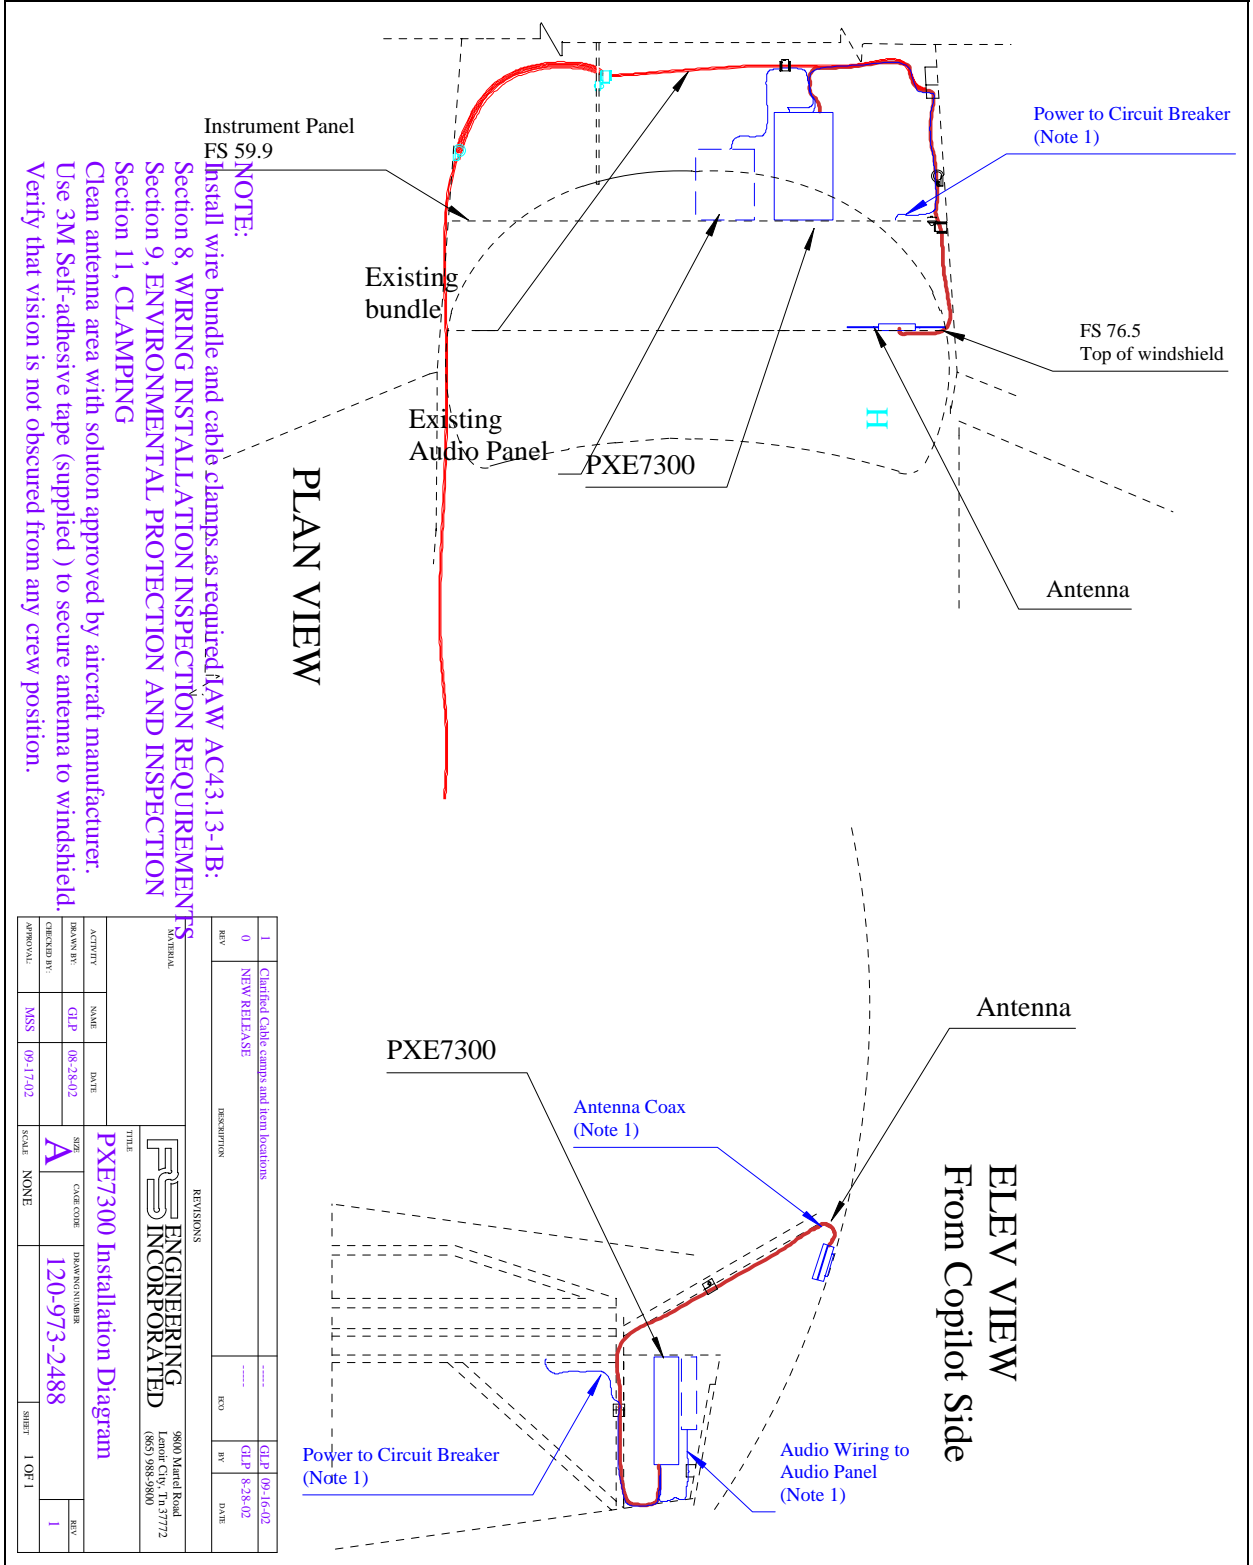 Instrument Panel
FS 59.9
Power to Circuit Breaker
(Note 1)
Existing
bundle
FS 76.5
Top of windshield
Existing
Audio Panel
PXE7300
H
Antenna
PLAN VIEW
NOTE:
Install wire bundle and cable clamps as required IAW AC43.13-1B:
Section 8, WIRING INSTALLATION INSPECTION REQUIREMENTS
Section 9, ENVIRONMENTAL PROTECTION AND INSPECTION
Section 11, CLAMPING
Clean antenna area with soluton approved by aircraft manufacturer.
Use 3M Self-adhesive tape (supplied ) to secure antenna to windshield.
Verify that vision is not obscured from any crew position.
ELEV VIEW
From Copilot Side
Antenna
PXE7300
Antenna Coax
(Note 1)
Power to Circuit Breaker
(Note 1)
Audio Wiring to
Audio Panel
(Note 1)
1 Clarified Cable camps and item locations ---- GLP 09-16-02
0 NEW RELEASE ---- GLP 8-28-02
REV DESCRIPTION ECO BY DATE
REVISIONS
MATERIAL
PS ENGINEERING
INCORPORATED
9800 Martel Road
Lenoir City, Tn 37772
(865) 988-9800
TITLE
PXE7300 Installation Diagram
ACTIVITY NAME DATE
DRAWN BY: GLP 08-28-02
CHECKED BY:
APPROVAL: MSS 09-17-02
SIZE CAGE CODE DRAWING NUMBER REV
A 120-973-2488 1
SCALE NONE SHEET 1 OF 1